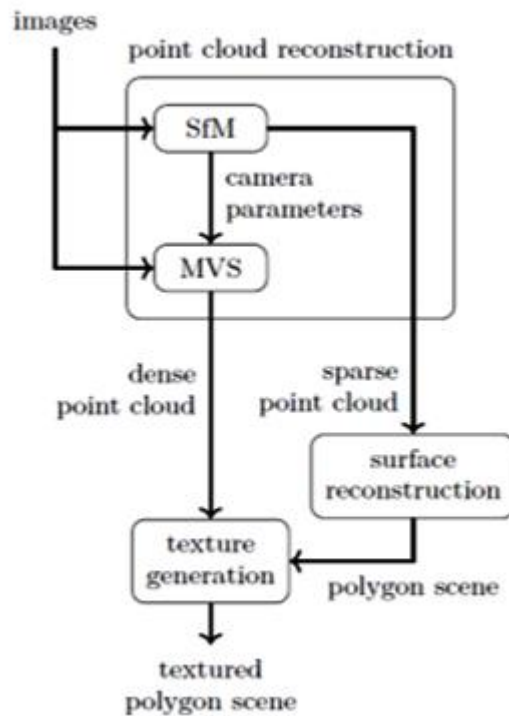 images
point cloud reconstruction
SfM
camera
parameters
MVS
dense
point cloud
sparse
point cloud
surface
reconstruction
texture
generation
polygon scene
textured
polygon scene